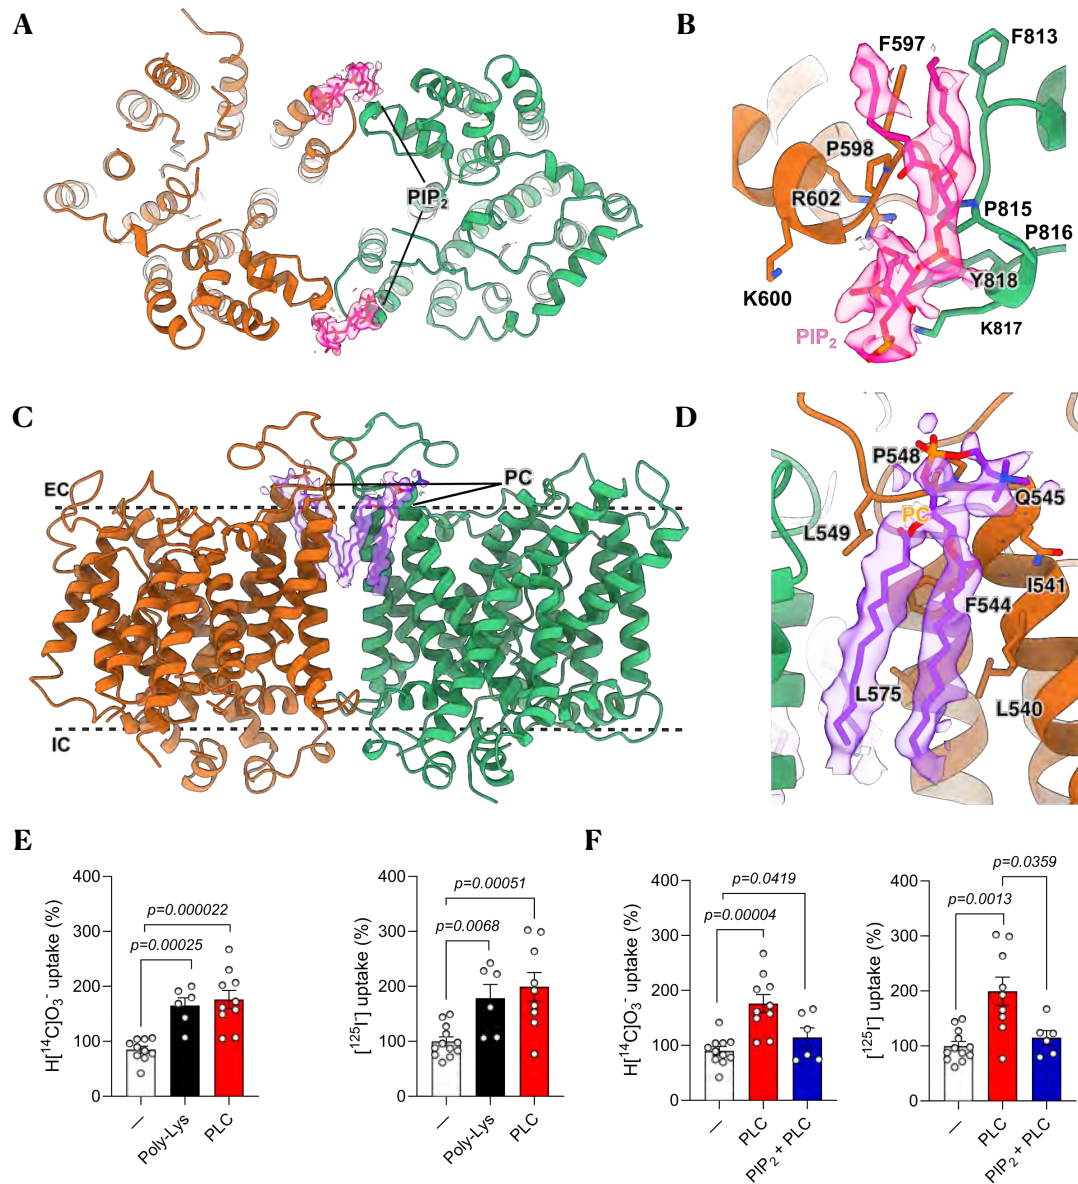 A
PIP2
B
F597
F813
P598
R602
P815
P816
K600
Y818
K817
PIP2
C
EC
PC
IC
D
P548
Q545
PC
L549
I541
F544
L575
L540
E
H[14C]O3- uptake (%)
400
300
200
100
0
p=0.000022
p=0.00025
—
Poly-Lys
PLC
[125I-] uptake (%)
400
300
200
100
0
p=0.00051
p=0.0068
—
Poly-Lys
PLC
F
H[14C]O3- uptake (%)
400
300
200
100
0
p=0.0419
p=0.00004
—
PLC
PIP2 + PLC
[125I-] uptake (%)
400
300
200
100
0
p=0.0359
p=0.0013
—
PLC
PIP2 + PLC